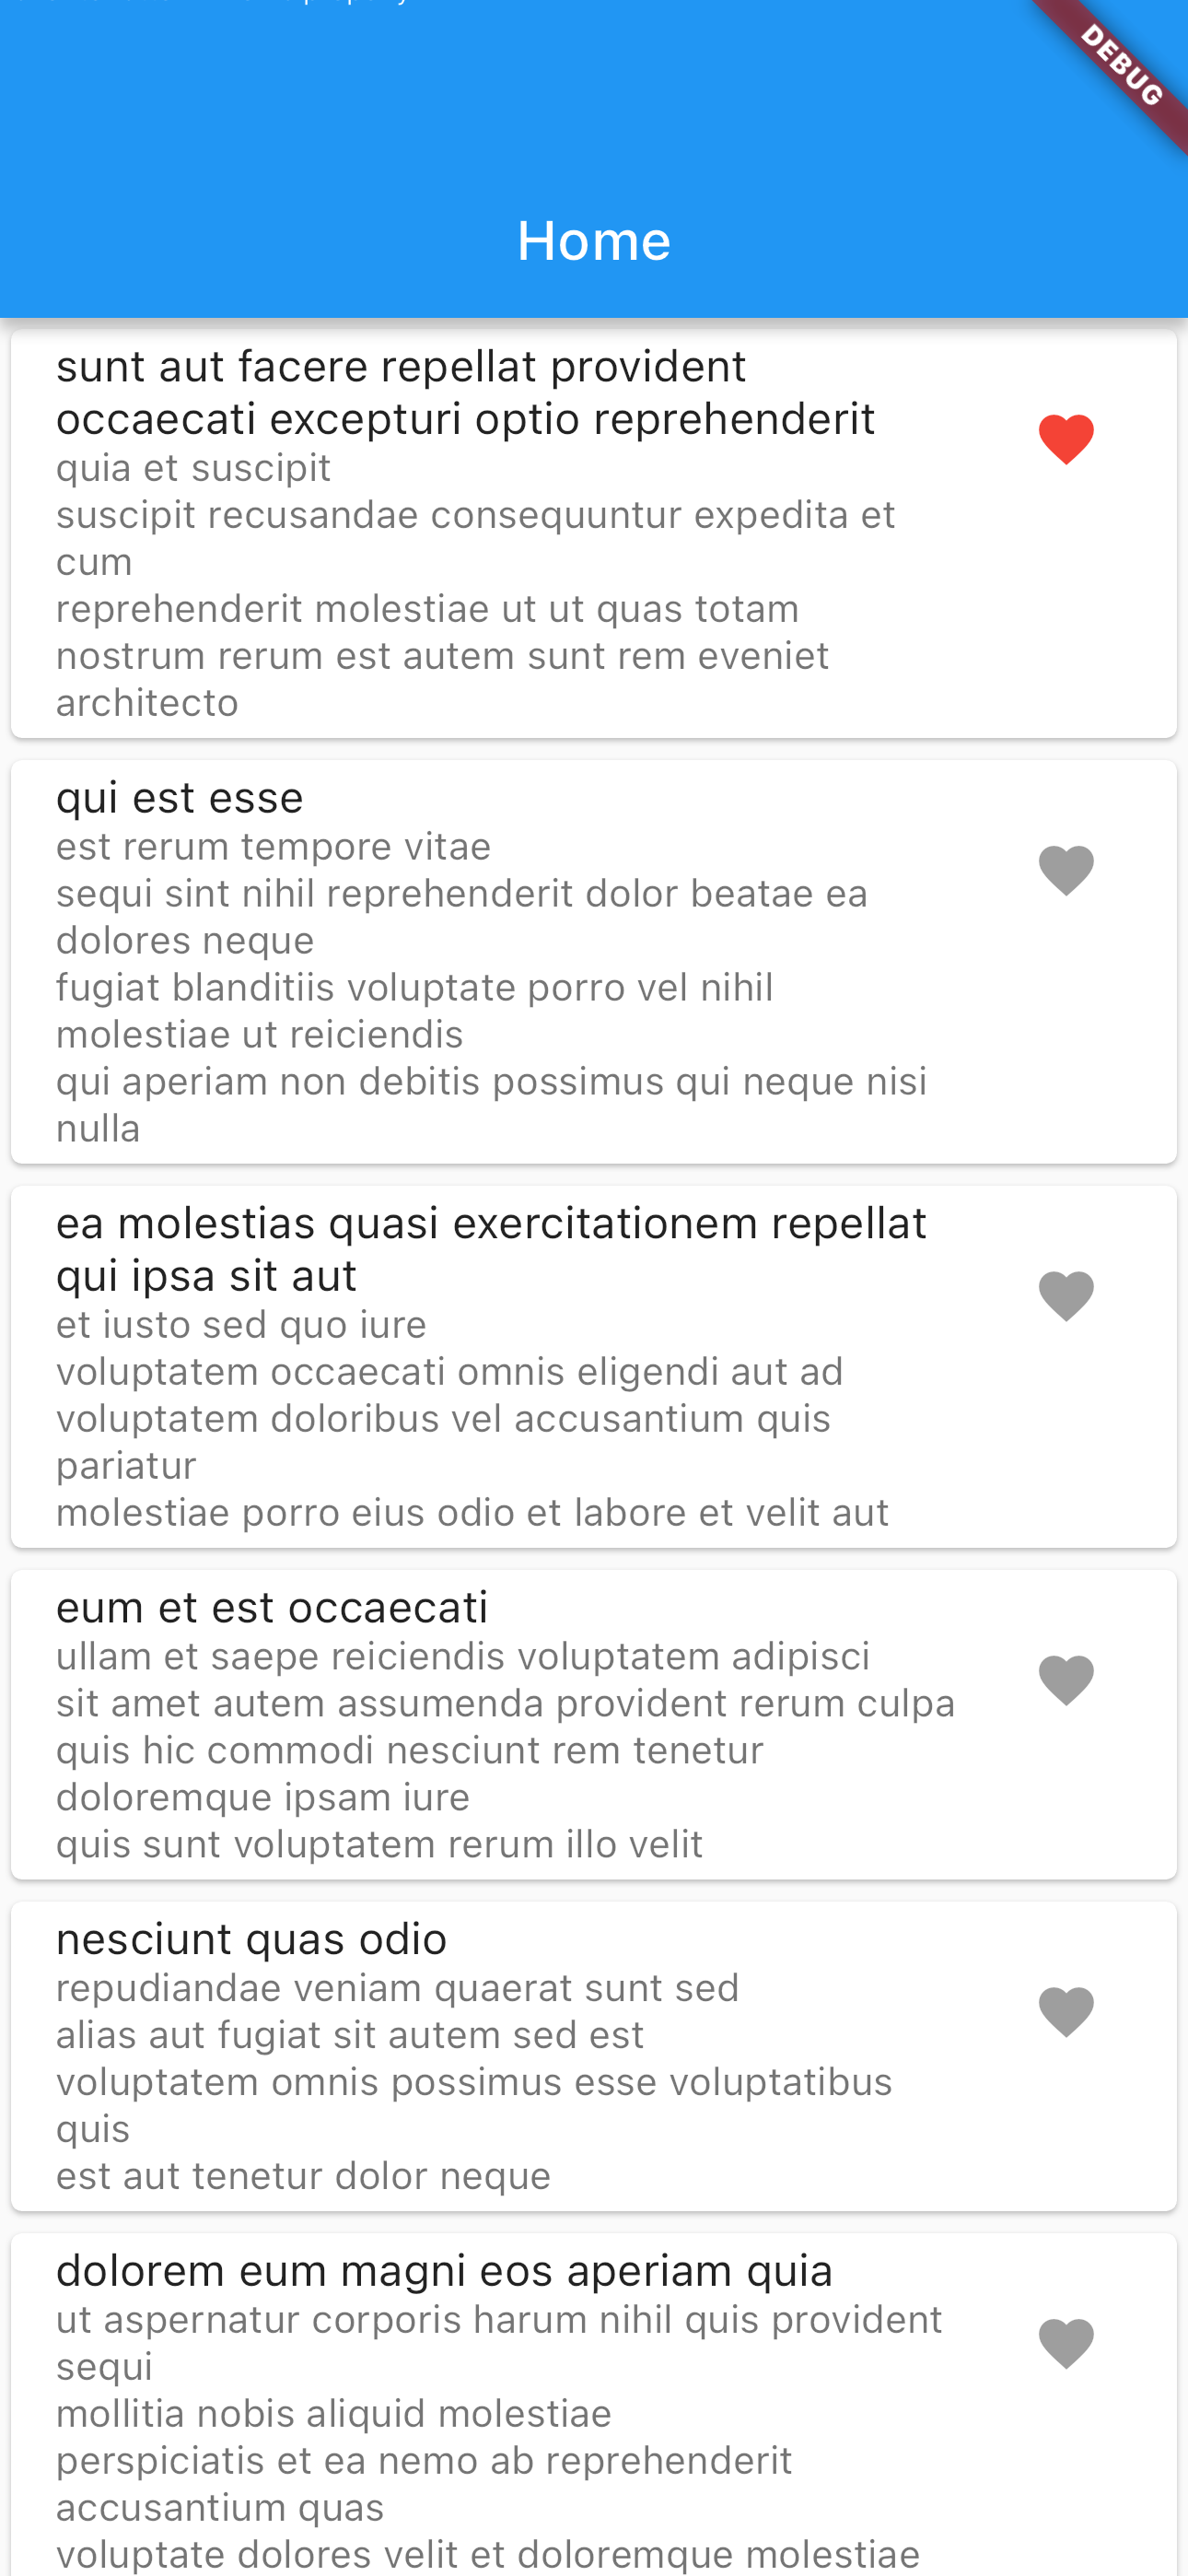 DEBUG
Home
sunt aut facere repellat provident
occaecati excepturi optio reprehenderit
quia et suscipit
suscipit recusandae consequuntur expedita et
cum
reprehenderit molestiae ut ut quas totam
nostrum rerum est autem sunt rem eveniet
architecto
qui est esse
est rerum tempore vitae
sequi sint nihil reprehenderit dolor beatae ea
dolores neque
fugiat blanditiis voluptate porro vel nihil
molestiae ut reiciendis
qui aperiam non debitis possimus qui neque nisi
nulla
ea molestias quasi exercitationem repellat
qui ipsa sit aut
et iusto sed quo iure
voluptatem occaecati omnis eligendi aut ad
voluptatem doloribus vel accusantium quis
pariatur
molestiae porro eius odio et labore et velit aut
eum et est occaecati
ullam et saepe reiciendis voluptatem adipisci
sit amet autem assumenda provident rerum culpa
quis hic commodi nesciunt rem tenetur
doloremque ipsam iure
quis sunt voluptatem rerum illo velit
nesciunt quas odio
repudiandae veniam quaerat sunt sed
alias aut fugiat sit autem sed est
voluptatem omnis possimus esse voluptatibus
quis
est aut tenetur dolor neque
dolorem eum magni eos aperiam quia
ut aspernatur corporis harum nihil quis provident
sequi
mollitia nobis aliquid molestiae
perspiciatis et ea nemo ab reprehenderit
accusantium quas
voluptate dolores velit et doloremque molestiae